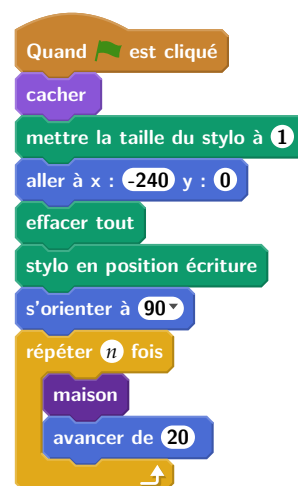 Quand est cliqué
cacher
mettre la taille du stylo à 1
aller à x : -240 y : 0
effacer tout
stylo en position écriture
s'orienter à 90
répéter n fois
maison
avancer de 20